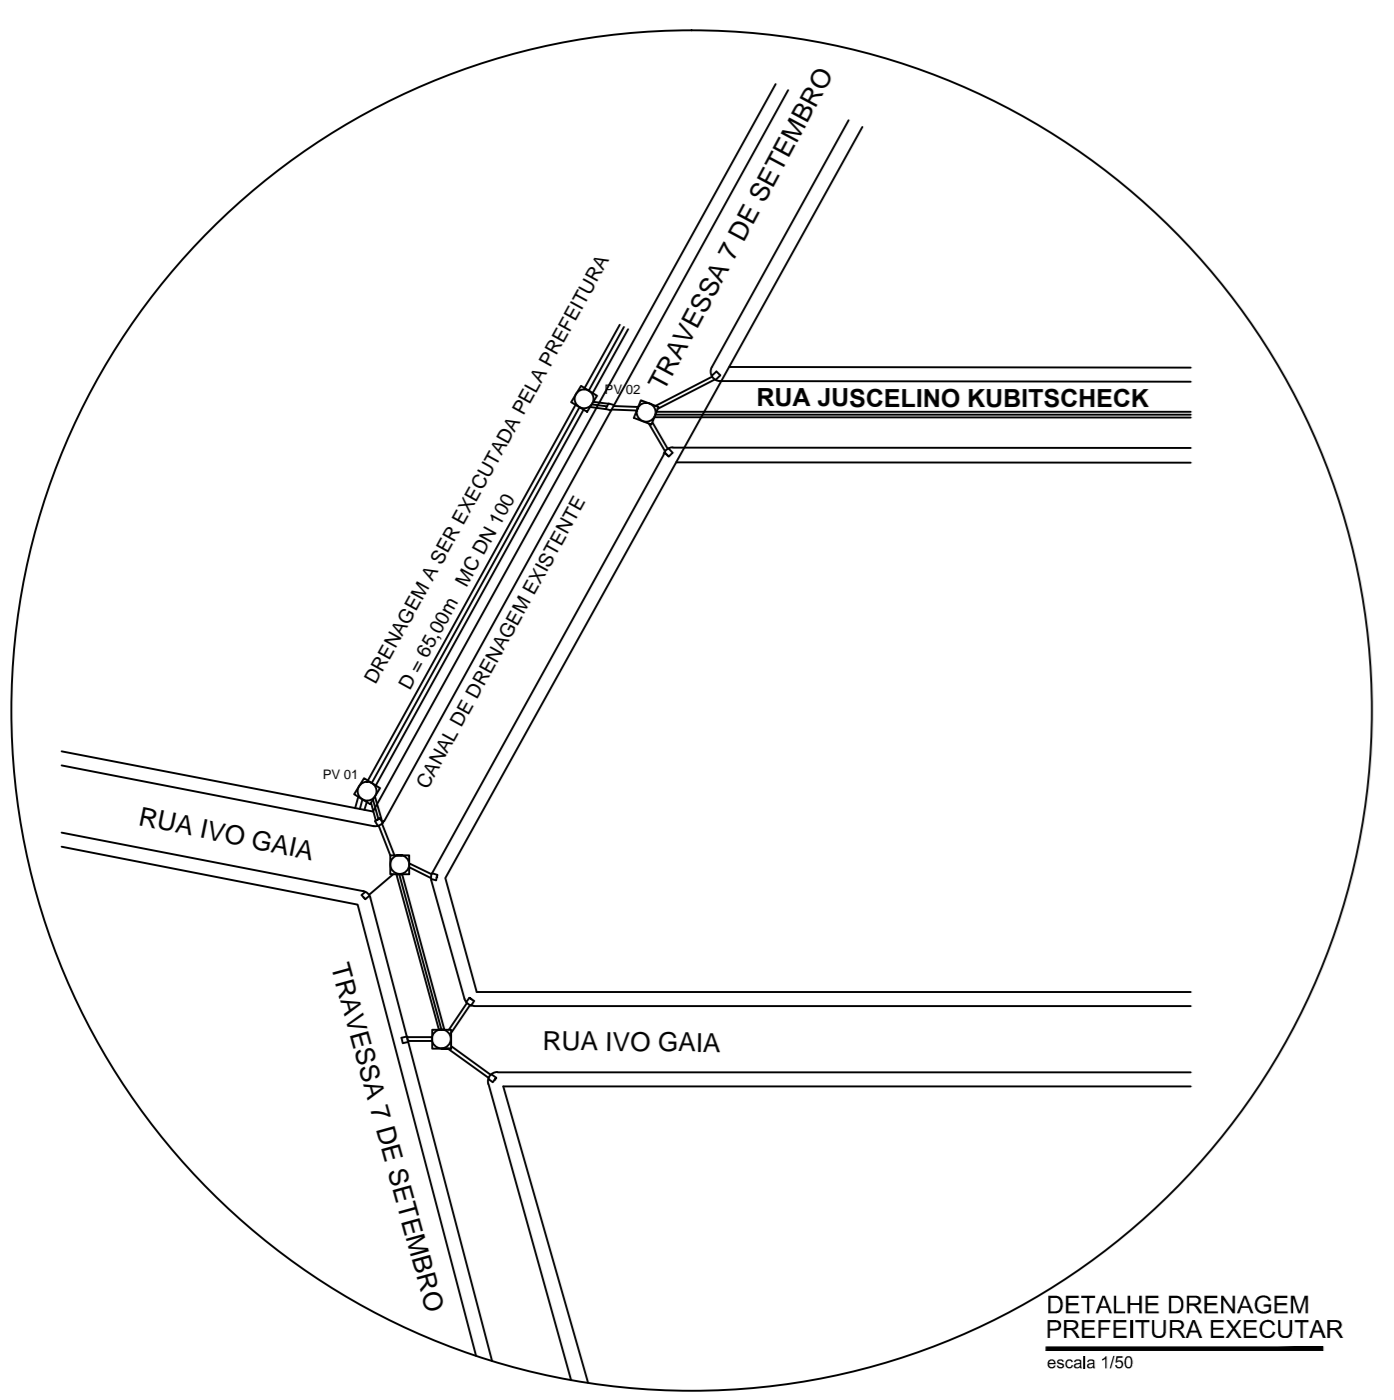 TRAVESSA 7 DE SETEMBRO
DRENAGEM A SER EXECUTADA PELA PREFEITURA
D = 65,00m   MC DN 100
PV 02
RUA JUSCELINO KUBITSCHECK
CANAL DE DRENAGEM EXISTENTE
PV 01
RUA IVO GAIA
TRAVESSA 7 DE SETEMBRO
RUA IVO GAIA
DETALHE DRENAGEM
PREFEITURA EXECUTAR
escala 1/50